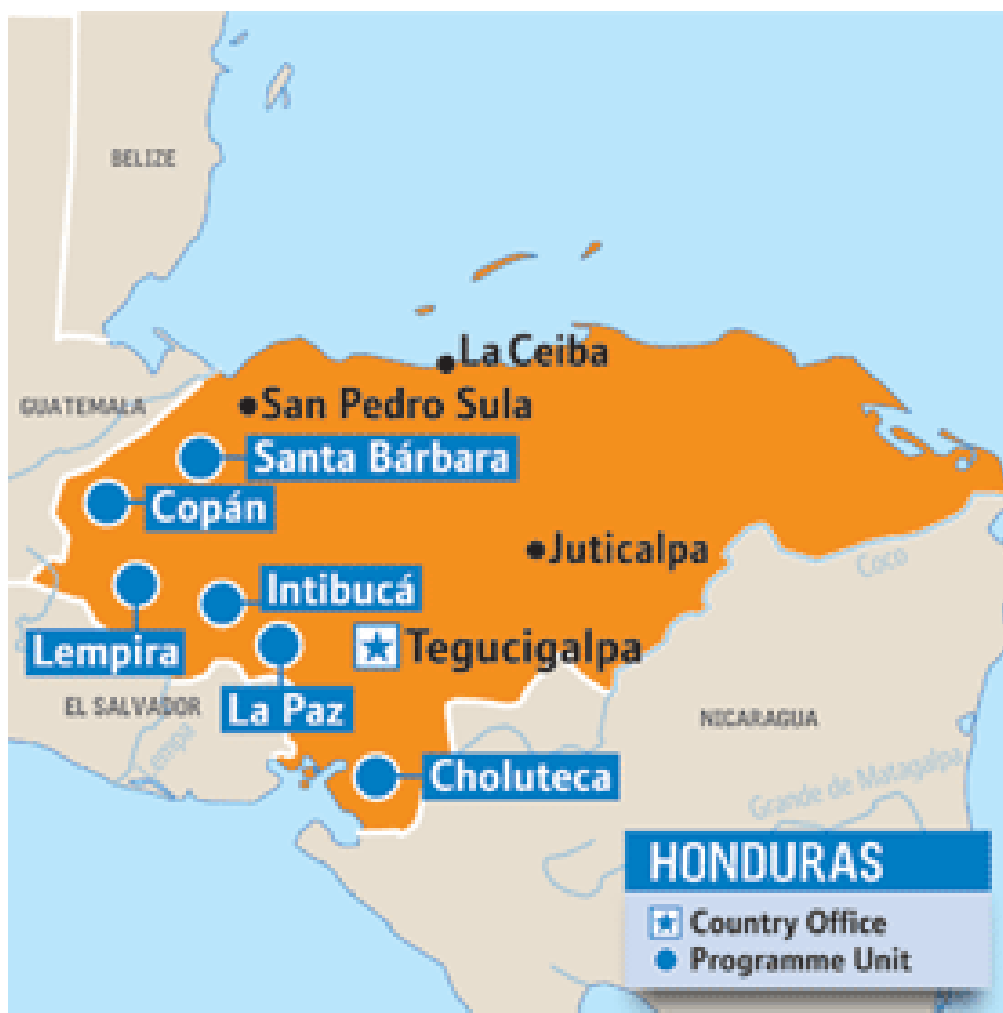 BELIZE
La Ceiba
GUATEMALA
San Pedro Sula
Santa Bárbara
Copán
Juticalpa
Coco
Intibucá
Lempira
Tegucigalpa
EL SALVADOR
La Paz
NICARAGUA
Lempa
Choluteca
Grande de Matagalpa
HONDURAS
Country Office
Programme Unit